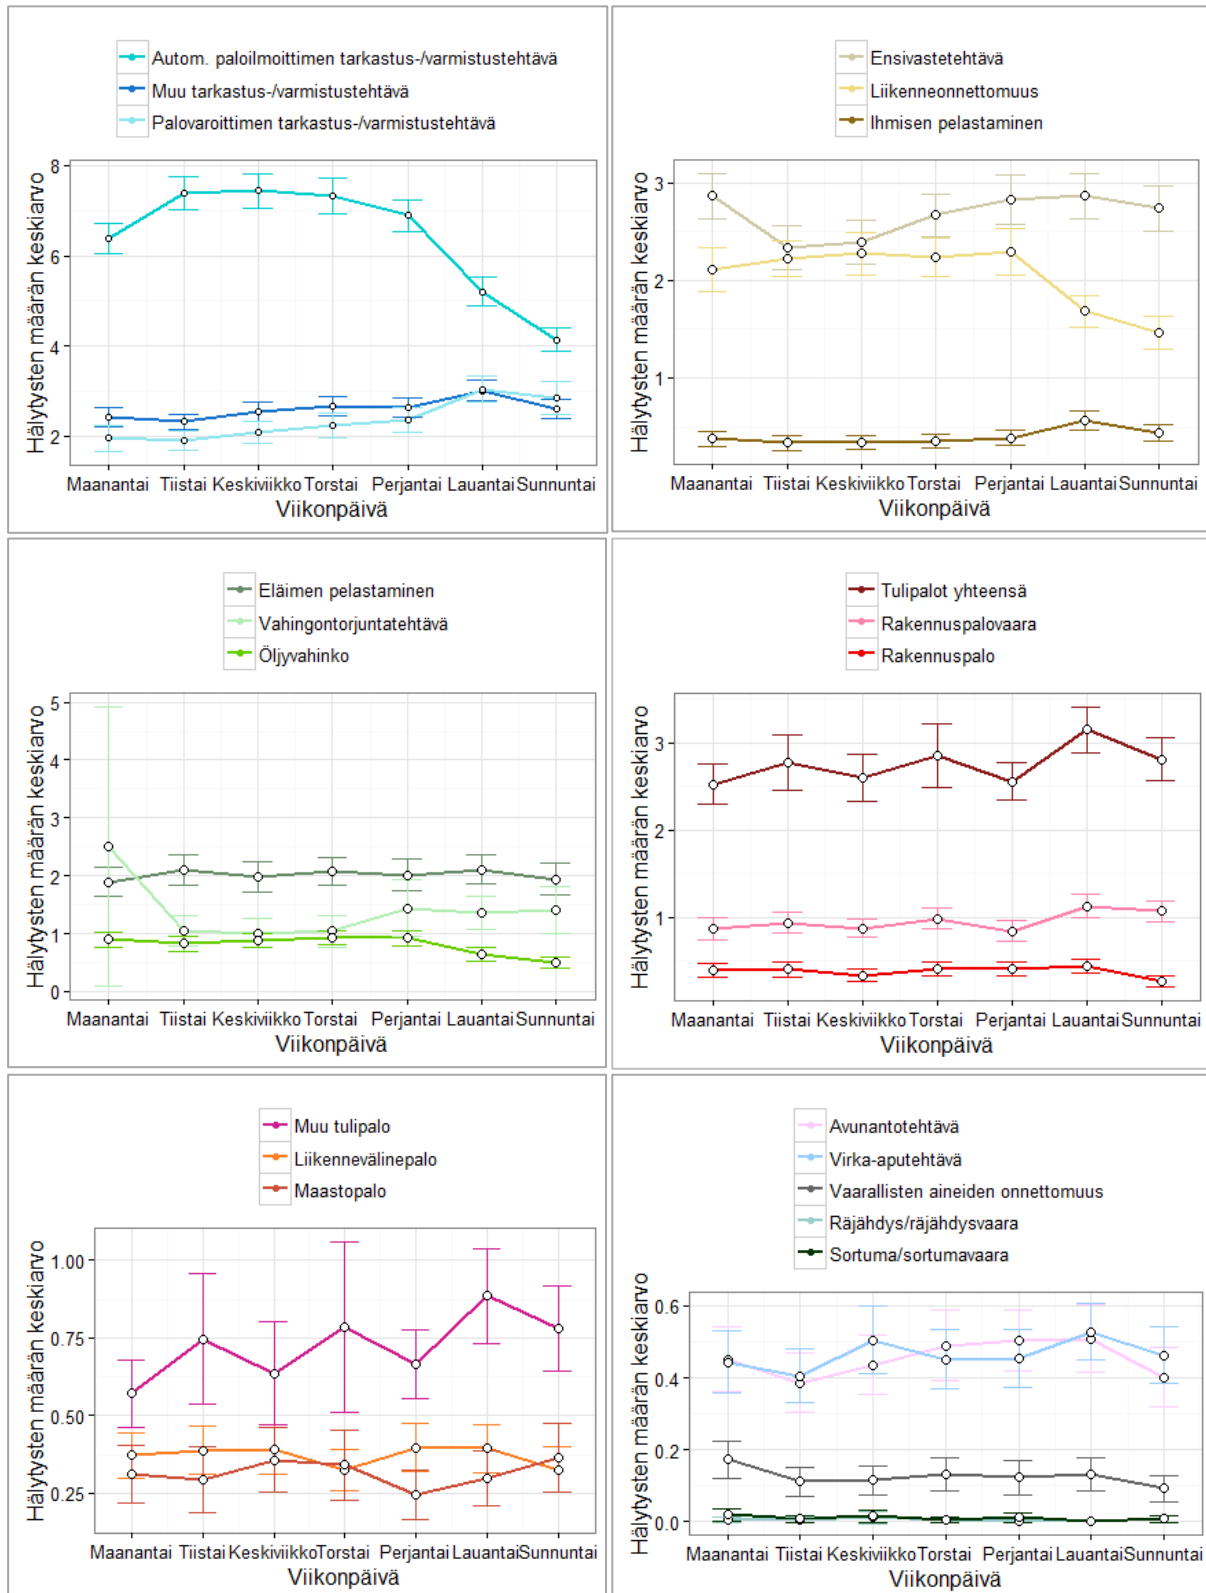 Autom. paloilmoittimen tarkastus-/varmistustehtävä
Muu tarkastus-/varmistustehtävä
Palovaroittimen tarkastus-/varmistustehtävä
Hälytysten määrän keskiarvo
8
6
4
2
Maanantai Tiistai Keskiviikko Torstai Perjantai Lauantai Sunnuntai
Viikonpäivä
Ensivastetehtävä
Liikenneonnettomuus
Ihmisen pelastaminen
Hälytysten määrän keskiarvo
3
2
1
Maanantai Tiistai Keskiviikko Torstai Perjantai Lauantai Sunnuntai
Viikonpäivä
Eläimen pelastaminen
Vahingontorjuntatehtävä
Öljyvahinko
Hälytysten määrän keskiarvo
5
4
3
2
1
0
Maanantai Tiistai Keskiviikko Torstai Perjantai Lauantai Sunnuntai
Viikonpäivä
Tulipalot yhteensä
Rakennuspalovaara
Rakennuspalo
Hälytysten määrän keskiarvo
3
2
1
Maanantai Tiistai Keskiviikko Torstai Perjantai Lauantai Sunnuntai
Viikonpäivä
Muu tulipalo
Liikennevälinepalo
Maastopalo
Hälytysten määrän keskiarvo
1.00
0.75
0.50
0.25
Maanantai Tiistai Keskiviikko Torstai Perjantai Lauantai Sunnuntai
Viikonpäivä
Avunantotehtävä
Virka-aputehtävä
Vaarallisten aineiden onnettomuus
Räjähdys/räjähdysvaara
Sortuma/sortumavaara
Hälytysten määrän keskiarvo
0.6
0.4
0.2
0.0
Maanantai Tiistai Keskiviikko Torstai Perjantai Lauantai Sunnuntai
Viikonpäivä